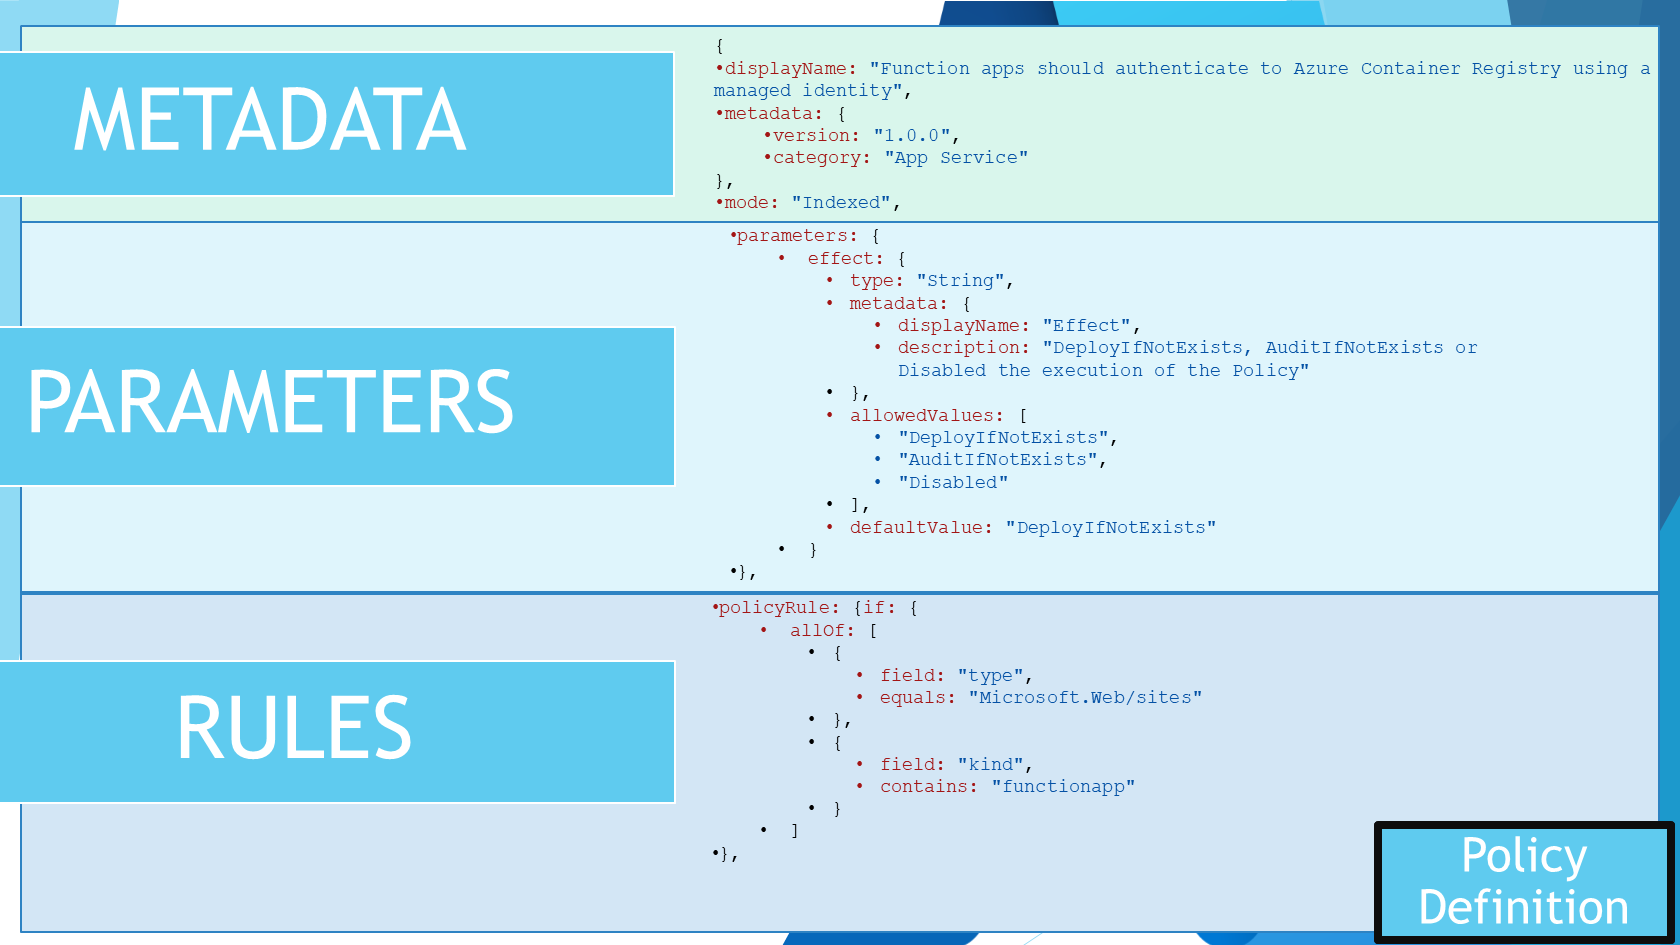 METADATA
{
•displayName: "Function apps should authenticate to Azure Container Registry using a
managed identity",
•metadata: {
•version: "1.0.0",
•category: "App Service"
},
•mode: "Indexed",
PARAMETERS
•parameters: {
• effect: {
• type: "String",
• metadata: {
• displayName: "Effect",
• description: "DeployIfNotExists, AuditIfNotExists or
Disabled the execution of the Policy"
• },
• allowedValues: [
• "DeployIfNotExists",
• "AuditIfNotExists",
• "Disabled"
• ],
• defaultValue: "DeployIfNotExists"
• }
•},
RULES
•policyRule: {if: {
• allOf: [
• {
• field: "type",
• equals: "Microsoft.Web/sites"
• },
• {
• field: "kind",
• contains: "functionapp"
• }
• ]
•},
Policy
Definition